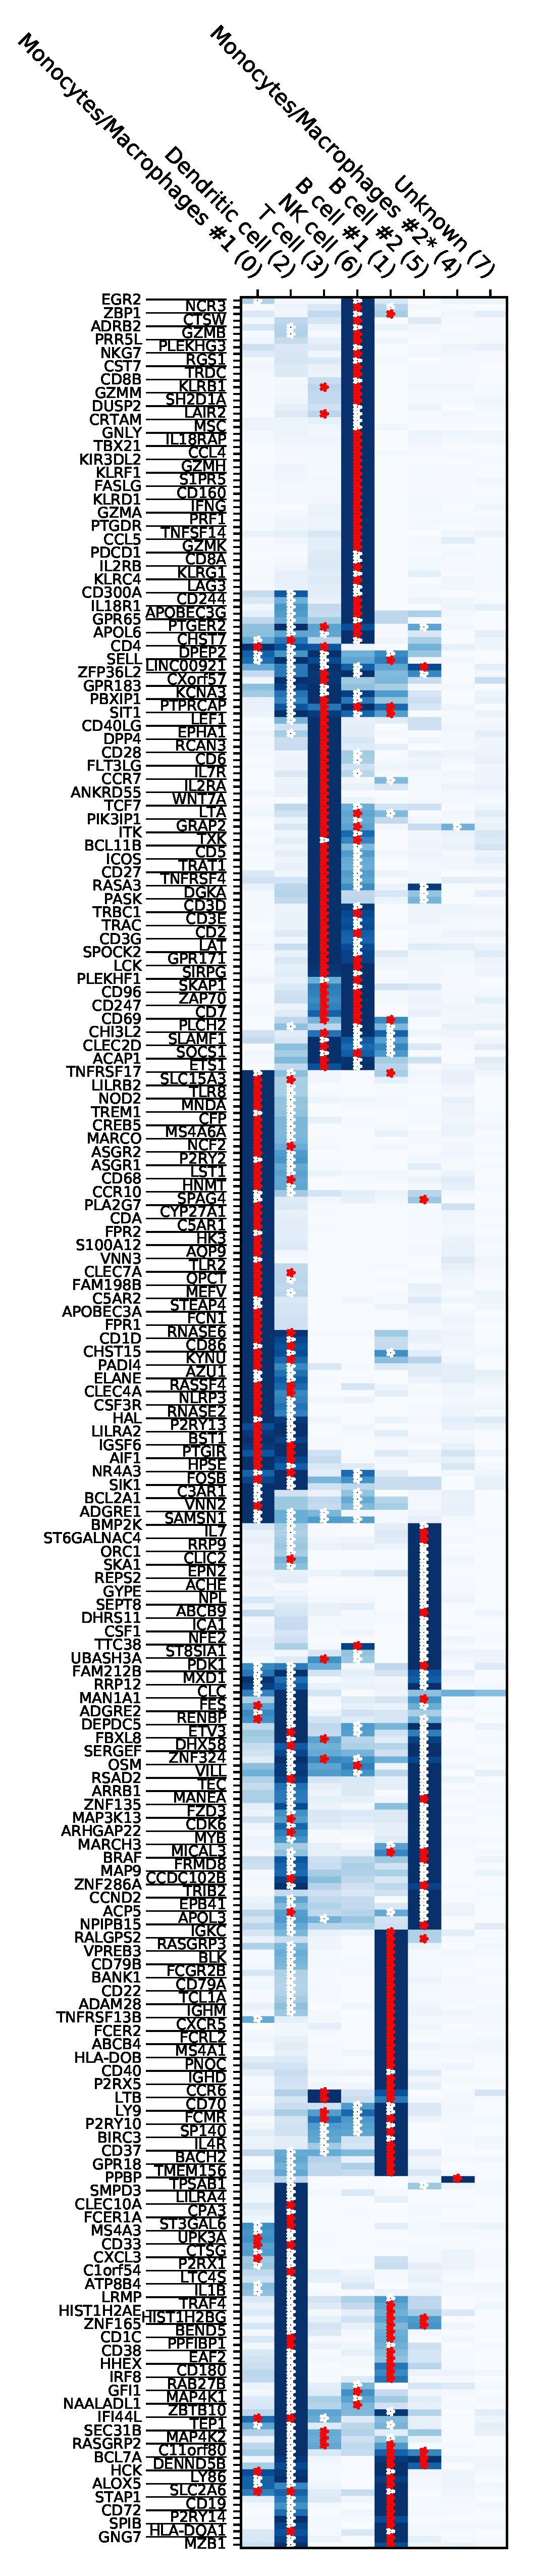 Monocytes/Macrophages #1 (0)
Dendritic cell (2)
T cell (3)
NK cell (6)
B cell #1 (1)
B cell #2 (5)
Monocytes/Macrophages #2* (4)
Unknown (7)
EGR2
NCR3
ZBP1
CTSW
ADRB2
GZMB
PRR5L
PLEKHG3
NKG7
RGS1
CST7
TRDC
CD8B
KLRB1
GZMM
SH2D1A
DUSP2
LAIR2
CRTAM
MSC
GNLY
IL18RAP
TBX21
CCL4
KIR3DL2
GZMH
KLRF1
S1PR5
FASLG
CD160
KLRD1
IFNG
GZMA
PRF1
PTGDR
TNFSF14
CCL5
GZMK
PDCD1
CD8A
IL2RB
KLRG1
KLRC4
LAG3
CD300A
CD244
IL18R1
APOBEC3G
GPR65
PTGER2
APOL6
CHST7
CD4
DPEP2
SELL
LINC00921
ZFP36L2
CXorf57
GPR183
KCNA3
PBXIP1
PTPRCAP
SIT1
LEF1
CD40LG
EPHA1
DPP4
RCAN3
CD28
CD6
FLT3LG
IL7R
CCR7
IL2RA
ANKRD55
WNT7A
TCF7
LTA
PIK3IP1
GRAP2
ITK
TXK
BCL11B
CD5
ICOS
TRAT1
CD27
TNFRSF4
RASA3
DGKA
PASK
CD3D
TRBC1
CD3E
TRAC
CD2
CD3G
LAT
SPOCK2
GPR171
LCK
SIRPG
PLEKHF1
SKAP1
CD96
ZAP70
CD247
CD7
CD69
PLCH2
CHI3L2
SLAMF1
CLEC2D
SOCS1
ACAP1
ETS1
TNFRSF17
SLC15A3
LILRB2
TLR8
NOD2
MNDA
TREM1
CFP
CREB5
MS4A6A
MARCO
NCF2
ASGR2
P2RY2
ASGR1
LST1
CD68
HNMT
CCR10
SPAG4
PLA2G7
CYP27A1
CDA
C5AR1
FPR2
HK3
S100A12
AQP9
VNN3
TLR2
CLEC7A
QPCT
FAM198B
MEFV
C5AR2
STEAP4
APOBEC3A
FCN1
FPR1
RNASE6
CD1D
CD86
CHST15
KYNU
PADI4
AZU1
ELANE
RASSF4
CLEC4A
NLRP3
CSF3R
RNASE2
HAL
P2RY13
LILRA2
BST1
IGSF6
PTGIR
AIF1
HPSE
NR4A3
FOSB
SIK1
C3AR1
BCL2A1
VNN2
ADGRE1
SAMSN1
BMP2K
IL7
ST6GALNAC4
RRP9
ORC1
CLIC2
SKA1
EPN2
REPS2
ACHE
GYPE
NPL
SEPT8
ABCB9
DHRS11
ICA1
CSF1
NFE2
TTC38
ST8SIA1
UBASH3A
PDK1
FAM212B
MXD1
RRP12
CLC
MAN1A1
FES
ADGRE2
RENBP
DEPDC5
ETV3
FBXL8
DHX58
SERGEF
ZNF324
OSM
VILL
RSAD2
TEC
ARRB1
MANEA
ZNF135
FZD3
MAP3K13
CDK6
ARHGAP22
MYB
MARCH3
MICAL3
BRAF
FRMD8
MAP9
CCDC102B
ZNF286A
TRIB2
CCND2
EPB41
ACP5
APOL3
NPIPB15
IGKC
RALGPS2
RASGRP3
VPREB3
BLK
CD79B
FCGR2B
BANK1
CD79A
CD22
TCL1A
ADAM28
IGHM
TNFRSF13B
CXCR5
FCER2
FCRL2
ABCB4
MS4A1
HLA-DOB
PNOC
CD40
IGHD
P2RX5
CCR6
LTB
CD70
LY9
FCMR
P2RY10
SP140
BIRC3
IL4R
CD37
BACH2
GPR18
TMEM156
PPBP
TPSAB1
SMPD3
LILRA4
CLEC10A
CPA3
FCER1A
ST3GAL6
MS4A3
UPK3A
CD33
CTSG
CXCL3
P2RX1
C1orf54
LTC4S
ATP8B4
IL1B
LRMP
TRAF4
HIST1H2AE
HIST1H2BG
ZNF165
BEND5
CD1C
PPFIBP1
CD38
EAF2
HHEX
CD180
IRF8
RAB27B
GFI1
MAP4K1
NAALADL1
ZBTB10
IFI44L
TEP1
SEC31B
MAP4K2
RASGRP2
C11orf80
BCL7A
DENND5B
HCK
LY86
ALOX5
SLC2A6
STAP1
CD19
CD72
P2RY14
SPIB
HLA-DQA1
GNG7
MZB1